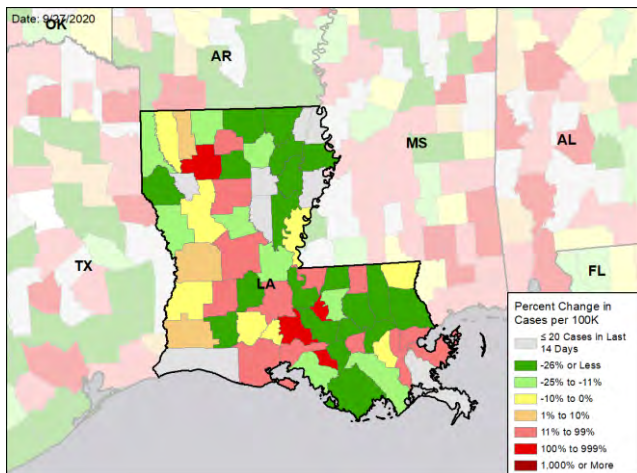 Date: 9/27/2020
OK
AR
MS
AL
TX
LA
FL
Percent Change in
Cases per 100K
≤ 20 Cases in Last
14 Days
-26% or Less
-25% to -11%
-10% to 0%
1% to 10%
11% to 99%
100% to 999%
1,000% or More